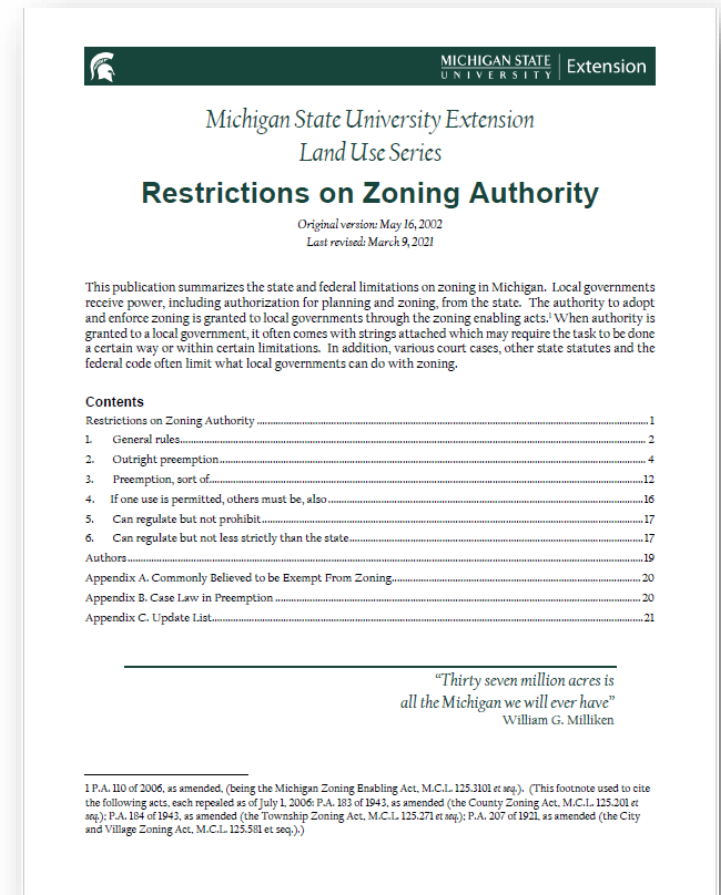 MICHIGAN STATE
UNIVERSITY
Extension
Michigan State University Extension
Land Use Series
Restrictions on Zoning Authority
Original version: May 16, 2002
Last revised: March 9, 2021
This publication summarizes the state and federal limitations on zoning in Michigan. Local governments
receive power, including authorization for planning and zoning, from the state. The authority to adopt
and enforce zoning is granted to local governments through the zoning enabling acts.1 When authority is
granted to a local government, it often comes with strings attached which may require the task to be done
a certain way or within certain limitations. In addition, various court cases, other state statutes and the
federal code often limit what local governments can do with zoning.
Contents
Restrictions on Zoning Authority 1
1. General rules 2
2. Outright preemption 4
3. Preemption, sort of 12
4. If one use is permitted, others must be, also 16
5. Can regulate but not prohibit 17
6. Can regulate but not less strictly than the state 17
Authors 19
Appendix A. Commonly Believed to be Exempt From Zoning 20
Appendix B. Case Law in Preemption 20
Appendix C. Update List 21
"Thirty seven million acres is
all the Michigan we will ever have"
William G. Milliken
1 P.A. 110 of 2006, as amended, (being the Michigan Zoning Enabling Act, M.C.L. 125.3101 et seq.). (This footnote used to cite
the following acts, each repealed as of July 1, 2006: P.A. 183 of 1943, as amended (the County Zoning Act, M.C.L. 125.201 et
seq.); P.A. 184 of 1943, as amended (the Township Zoning Act, M.C.L. 125.271 et seq.); P.A. 207 of 1921, as amended (the City
and Village Zoning Act, M.C.L. 125.581 et seq.).)